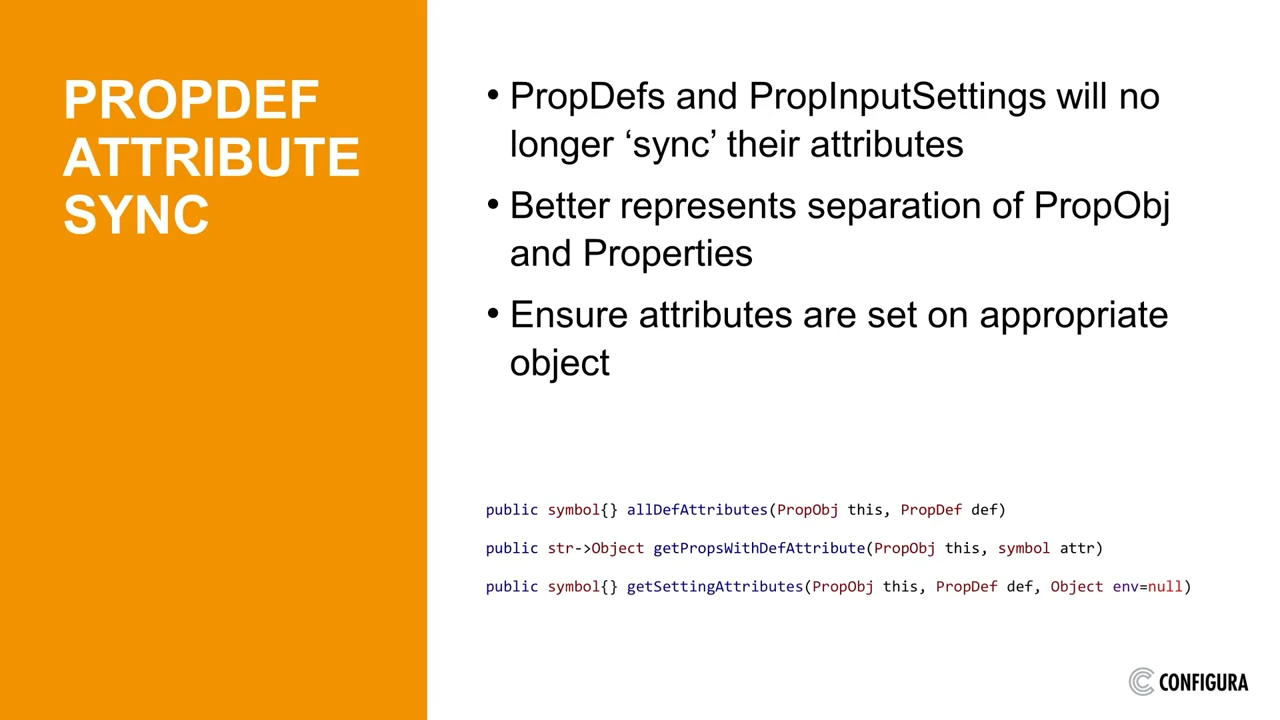 PROPDEF
ATTRIBUTE
SYNC
• PropDefs and PropInputSettings will no
longer ‘sync’ their attributes
• Better represents separation of PropObj
and Properties
• Ensure attributes are set on appropriate
object
public symbol{} allDefAttributes(PropObj this, PropDef def)
public str->Object getPropsWithDefAttribute(PropObj this, symbol attr)
public symbol{} getSettingAttributes(PropObj this, PropDef def, Object env=null)
CONFIGURA